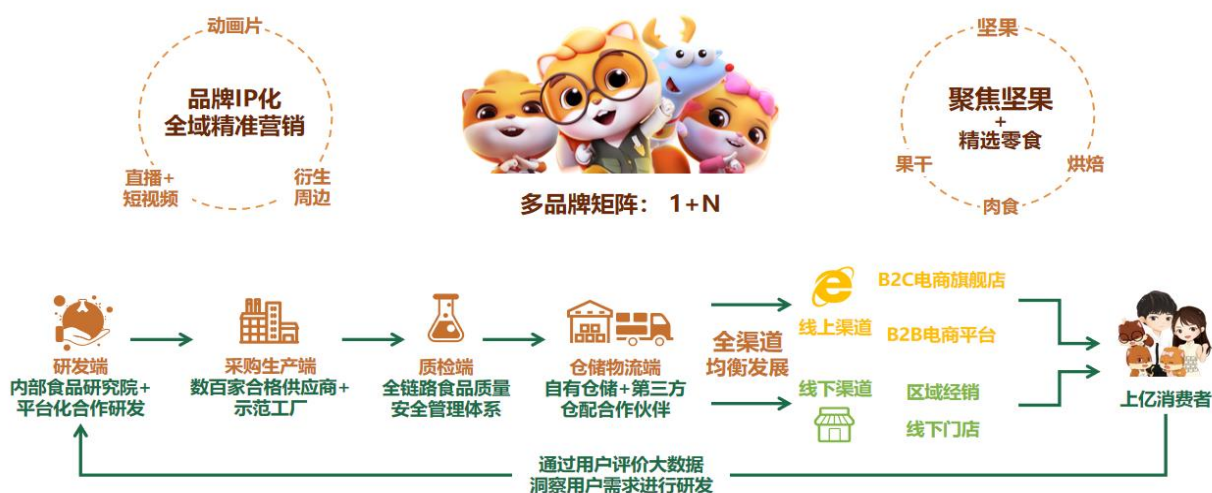 动画片
品牌IP化
全域精准营销
直播+
短视频
衍生
周边
多品牌矩阵： 1+N
坚果
聚焦坚果
+
精选零食
果干
烘焙
肉食
研发端
内部食品研究院+
平台化合作研发
采购生产端
数百家合格供应商+
示范工厂
质检端
全链路食品质量
安全管理体系
仓储物流端
自有仓储+第三方
仓配合作伙伴
全渠道
均衡发展
线上渠道
B2C电商旗舰店
B2B电商平台
线下渠道
区域经销
线下门店
上亿消费者
通过用户评价大数据
洞察用户需求进行研发